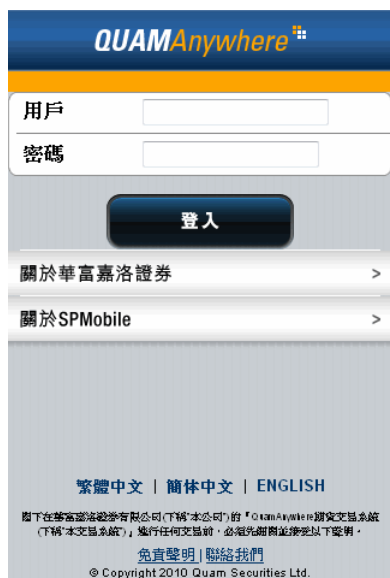 QUAMAnywhere
用戶
密碼
登入
關於華富嘉洛證券 >
關於SPMobile >
繁體中文 | 簡体中文 | ENGLISH
閣下在華富嘉洛證券有限公司(下稱"本公司")的『QuamAnywhere期貨交易系統
(下稱"本交易系統")』進行任何交易前，必須先細閱並接受以下聲明。
免責聲明 | 聯絡我們
© Copyright 2010 Quam Securities Ltd.